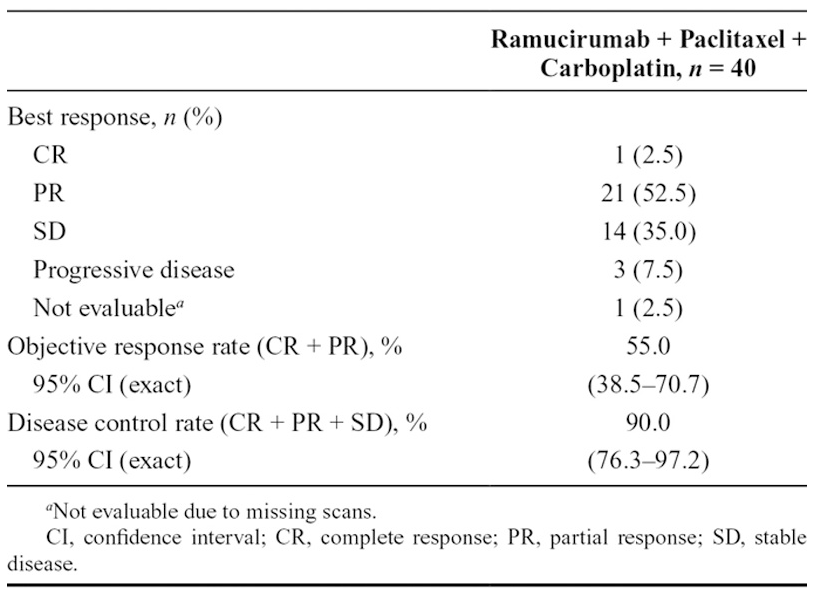 Ramucirumab + Paclitaxel +
Carboplatin, n = 40
Best response, n (%)
CR 1 (2.5)
PR 21 (52.5)
SD 14 (35.0)
Progressive disease 3 (7.5)
Not evaluableᵃ 1 (2.5)
Objective response rate (CR + PR), % 55.0
95% CI (exact) (38.5–70.7)
Disease control rate (CR + PR + SD), % 90.0
95% CI (exact) (76.3–97.2)
ᵃNot evaluable due to missing scans.
CI, confidence interval; CR, complete response; PR, partial response; SD, stable
disease.